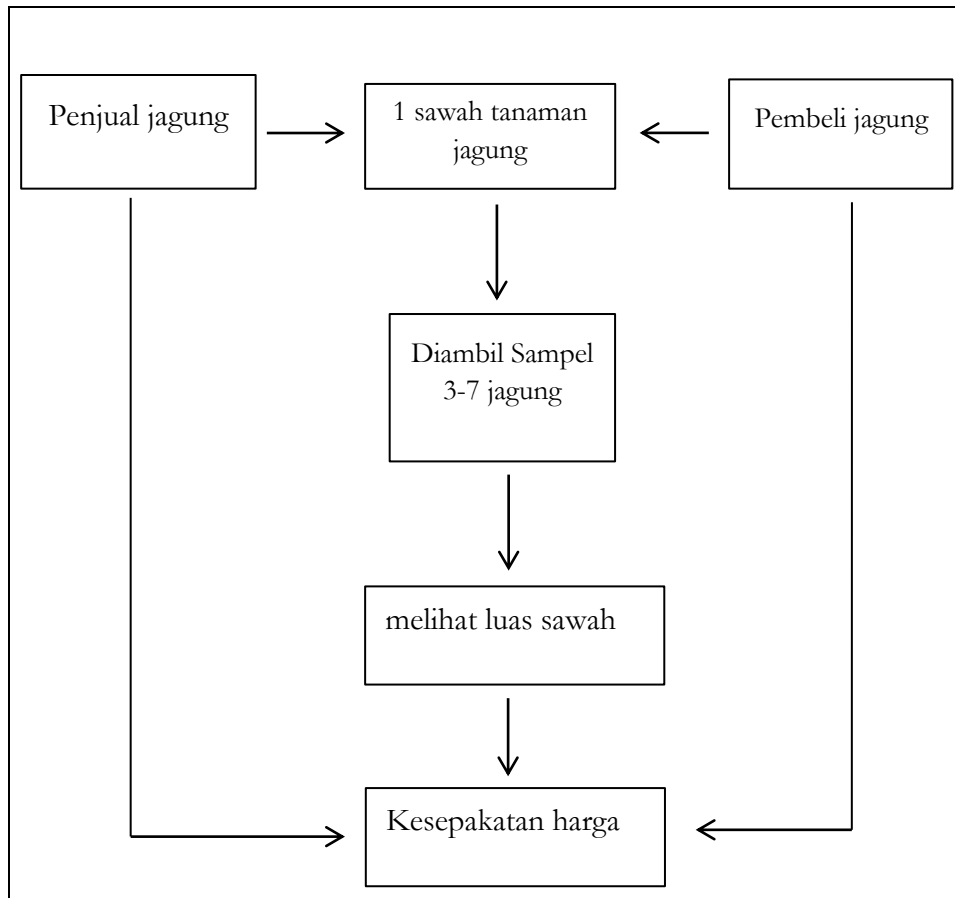 Penjual jagung
1 sawah tanaman
jagung
Pembeli jagung
Diambil Sampel
3-7 jagung
melihat luas sawah
Kesepakatan harga